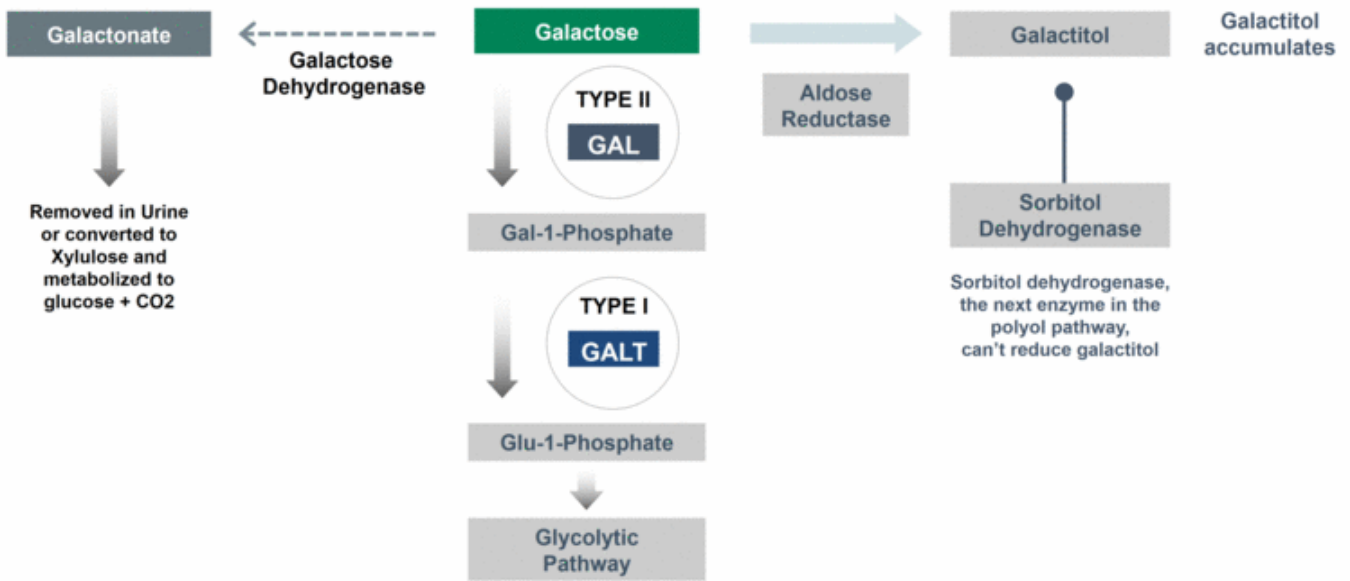 Galactonate
Galactose
Dehydrogenase
Galactose
Galactitol
Galactitol
accumulates
Aldose
Reductase
TYPE II
GAL
Removed in Urine
or converted to
Xylulose and
metabolized to
glucose + CO2
Gal-1-Phosphate
Sorbitol
Dehydrogenase
Sorbitol dehydrogenase,
the next enzyme in the
polyol pathway,
can't reduce galactitol
TYPE I
GALT
Glu-1-Phosphate
Glycolytic
Pathway